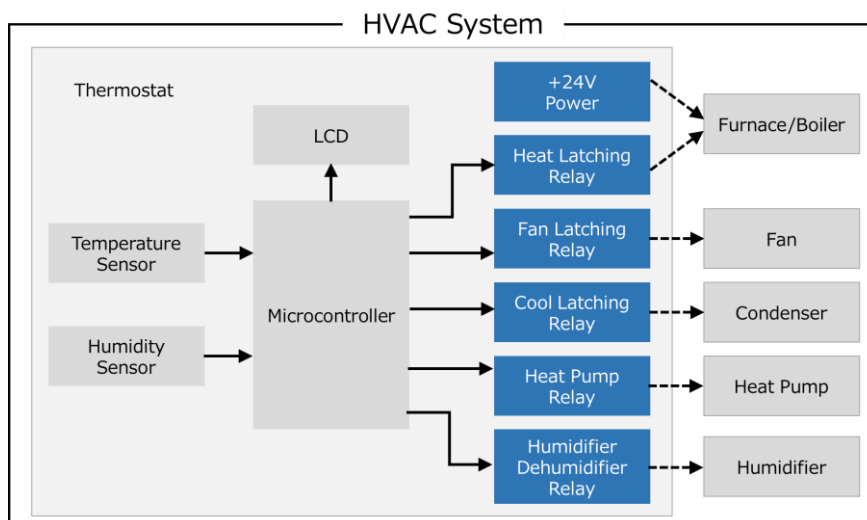 HVAC System
Thermostat
+24V
Power
Furnace/Boiler
LCD
Heat Latching
Relay
Temperature
Sensor
Fan Latching
Relay
Fan
Microcontroller
Cool Latching
Relay
Condenser
Humidity
Sensor
Heat Pump
Relay
Heat Pump
Humidifier
Dehumidifier
Relay
Humidifier